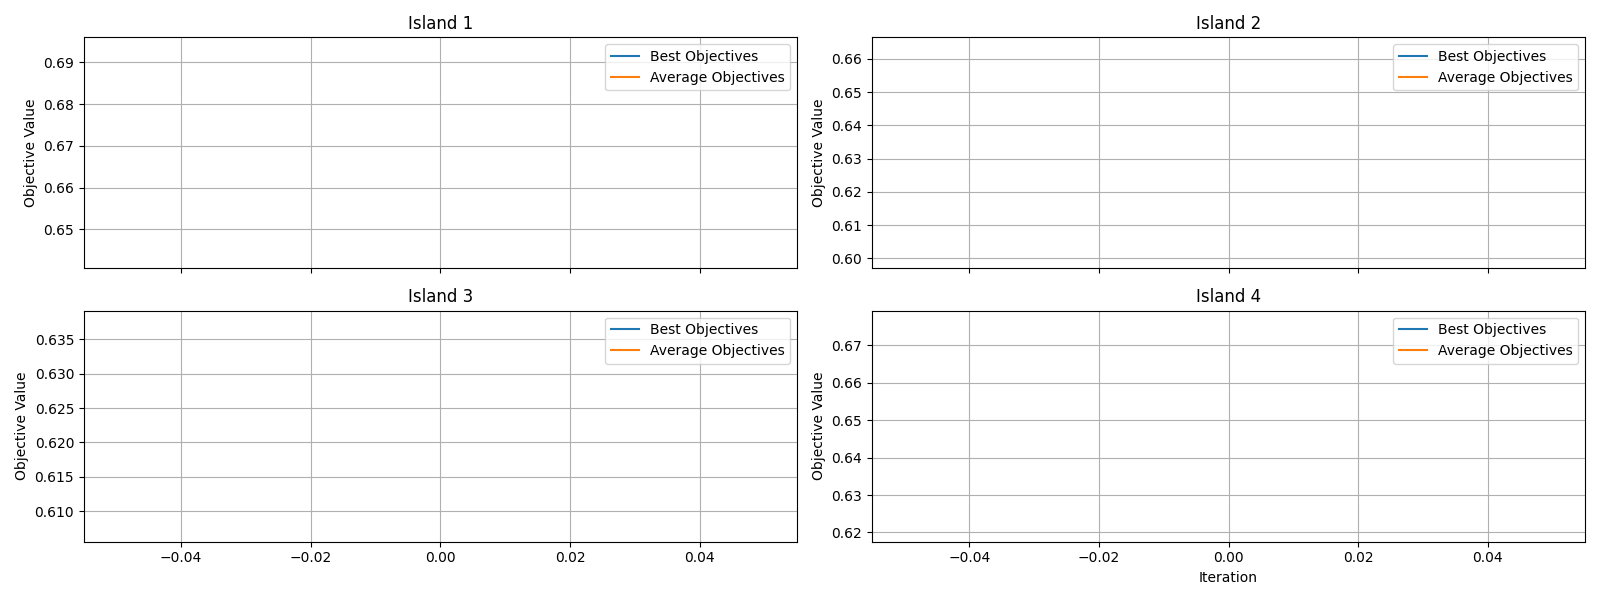 Island 1
Objective Value
0.69
0.68
0.67
0.66
0.65
Best Objectives
Average Objectives
Island 2
Objective Value
0.66
0.65
0.64
0.63
0.62
0.61
0.60
Best Objectives
Average Objectives
Island 3
Objective Value
0.635
0.630
0.625
0.620
0.615
0.610
Best Objectives
Average Objectives
−0.04 −0.02 0.00 0.02 0.04
Island 4
Objective Value
0.67
0.66
0.65
0.64
0.63
0.62
Best Objectives
Average Objectives
−0.04 −0.02 0.00 0.02 0.04
Iteration